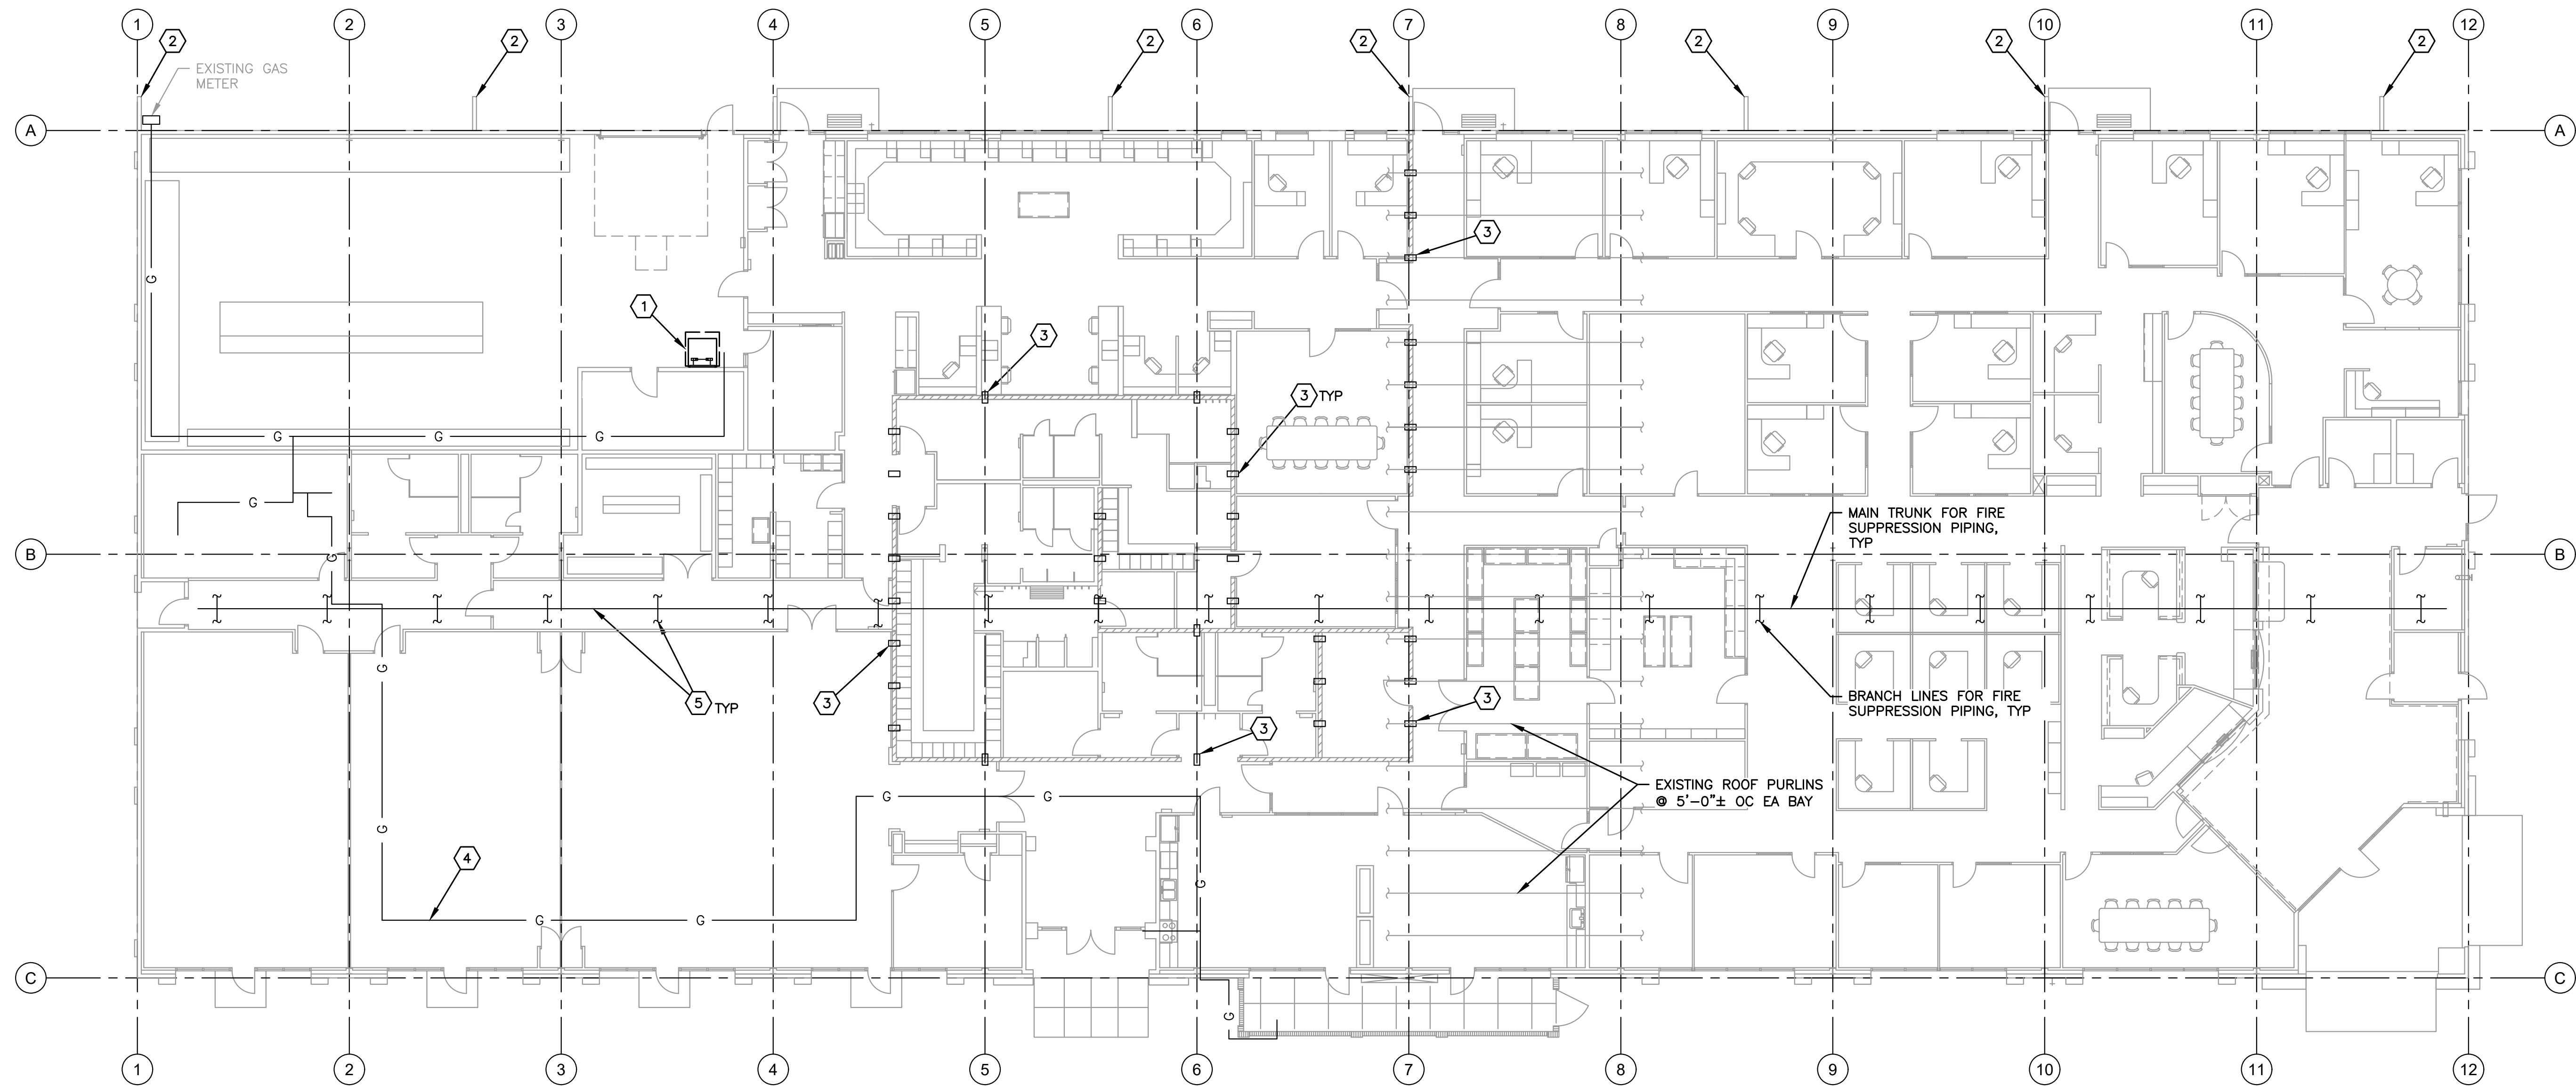 1 2 3 4 5 6 7 8 9 10 11 12
2 2 2 2 2 2 2
EXISTING GAS
METER
A A
3
G
1
3
3 TYP
G G G
G
MAIN TRUNK FOR FIRE
SUPPRESSION PIPING,
TYP
B B
G
G
5 TYP
3
3
BRANCH LINES FOR FIRE
SUPPRESSION PIPING, TYP
3
EXISTING ROOF PURLINS
@ 5'-0"± OC EA BAY
G G
G
4
G
G G
C C
G
1 2 3 4 5 6 7 8 9 10 11 12